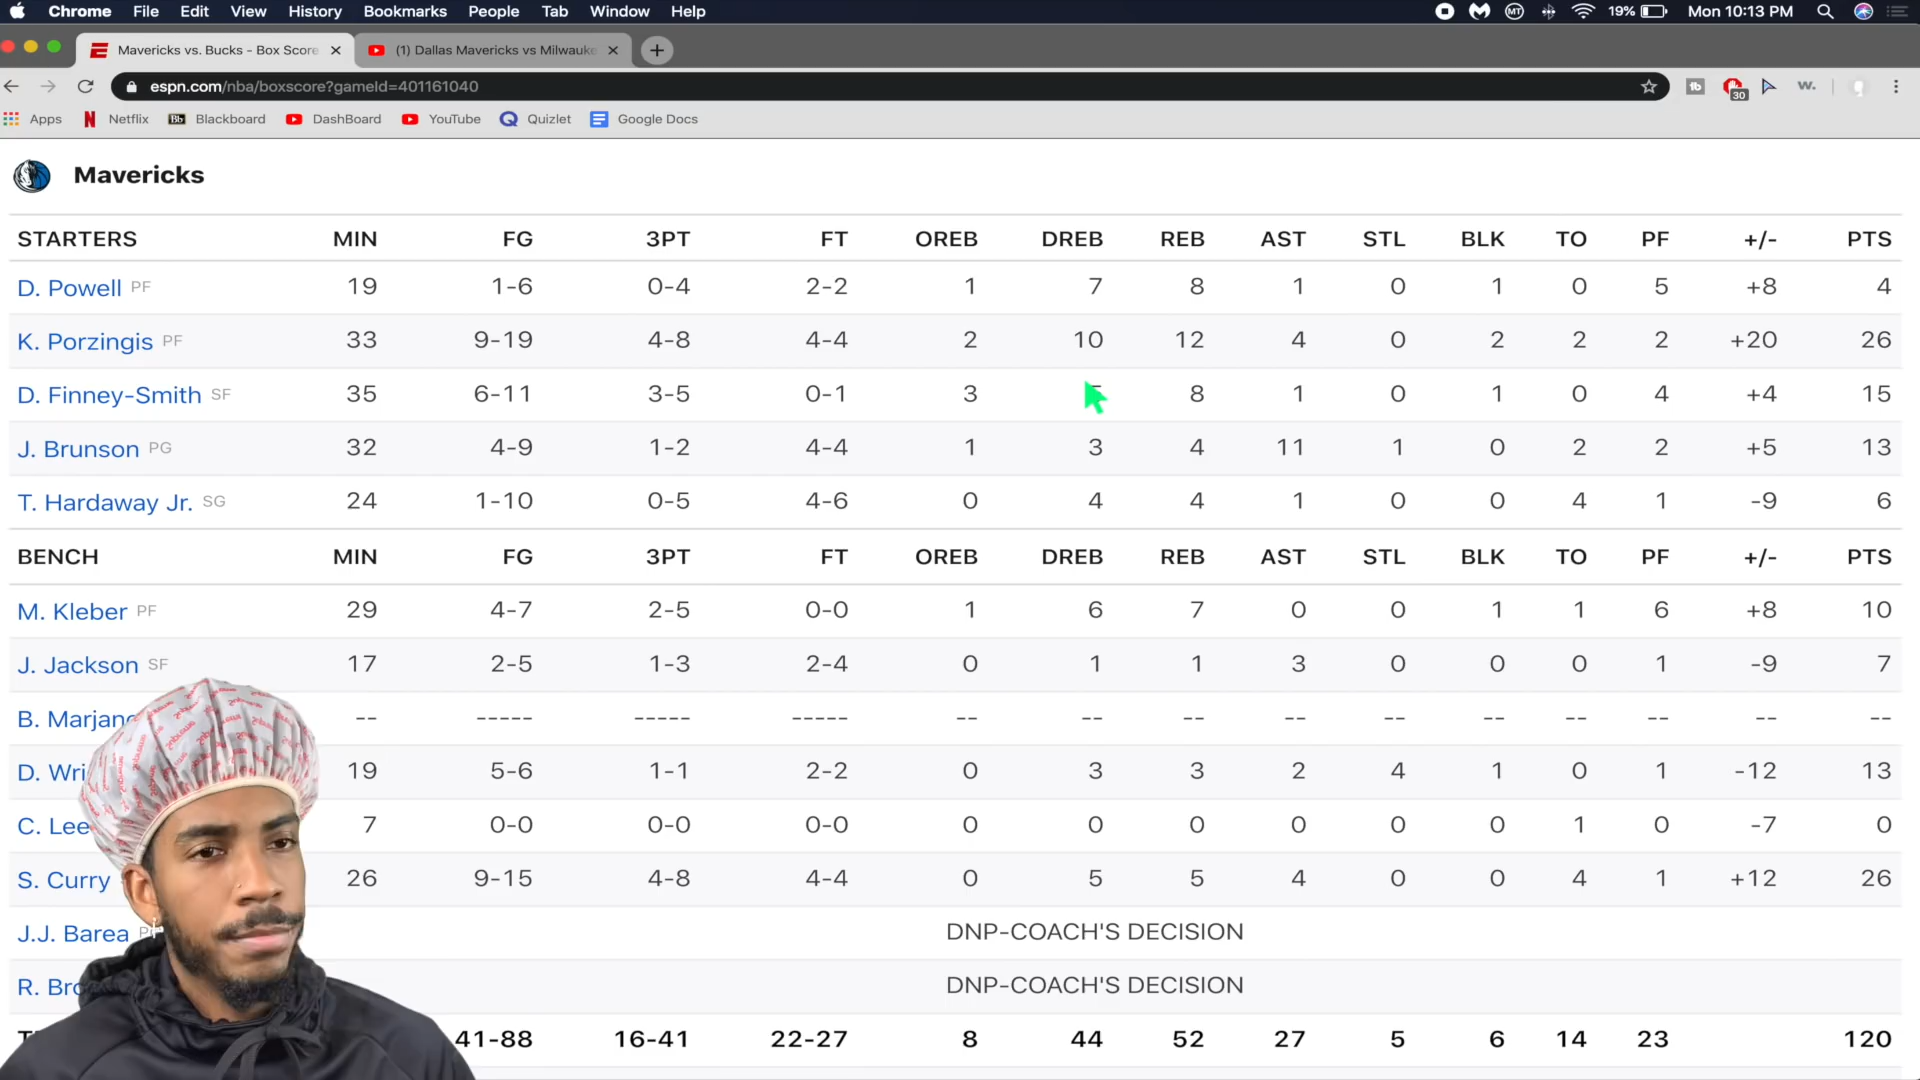 Chrome File Edit View History Bookmarks People Tab Window Help 19% Mon 10:13 PM
Mavericks vs. Bucks - Box Score (1) Dallas Mavericks vs Milwauke
espn.com/nba/boxscore?gameId=401161040 30
Apps Netflix Blackboard DashBoard YouTube Quizlet Google Docs
Mavericks
STARTERS MIN FG 3PT FT OREB DREB REB AST STL BLK TO PF +/- PTS
D. Powell PF 19 1-6 0-4 2-2 1 7 8 1 0 1 0 5 +8 4
K. Porzingis PF 33 9-19 4-8 4-4 2 10 12 4 0 2 2 2 +20 26
D. Finney-Smith SF 35 6-11 3-5 0-1 3 8 1 0 1 0 4 +4 15
J. Brunson PG 32 4-9 1-2 4-4 1 3 4 11 1 0 2 2 +5 13
T. Hardaway Jr. SG 24 1-10 0-5 4-6 0 4 4 1 0 0 4 1 -9 6
BENCH MIN FG 3PT FT OREB DREB REB AST STL BLK TO PF +/- PTS
M. Kleber PF 29 4-7 2-5 0-0 1 6 7 0 0 1 1 6 +8 10
J. Jackson SF 17 2-5 1-3 2-4 0 1 1 3 0 0 0 1 -9 7
B. Marjan -- ----- ----- ----- -- -- -- -- -- -- -- -- -- --
D. Wri 19 5-6 1-1 2-2 0 3 3 2 4 1 0 1 -12 13
C. Lee 7 0-0 0-0 0-0 0 0 0 0 0 0 1 0 -7 0
S. Curry 26 9-15 4-8 4-4 0 5 5 4 0 0 4 1 +12 26
J.J. Barea DNP-COACH'S DECISION
R. Bro DNP-COACH'S DECISION
41-88 16-41 22-27 8 44 52 27 5 6 14 23 120